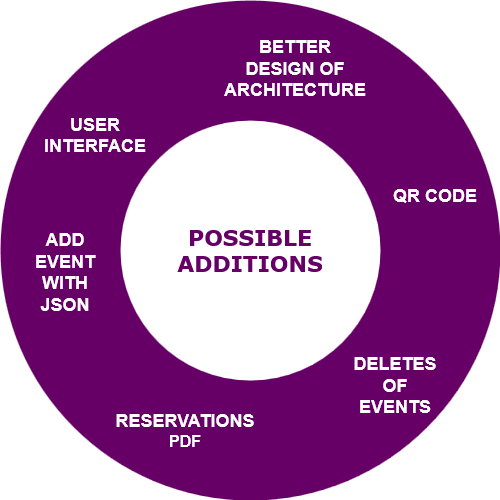 BETTER
DESIGN OF
ARCHITECTURE
USER
INTERFACE
QR CODE
POSSIBLE
ADDITIONS
ADD
EVENT
WITH
JSON
DELETES
OF
EVENTS
RESERVATIONS
PDF